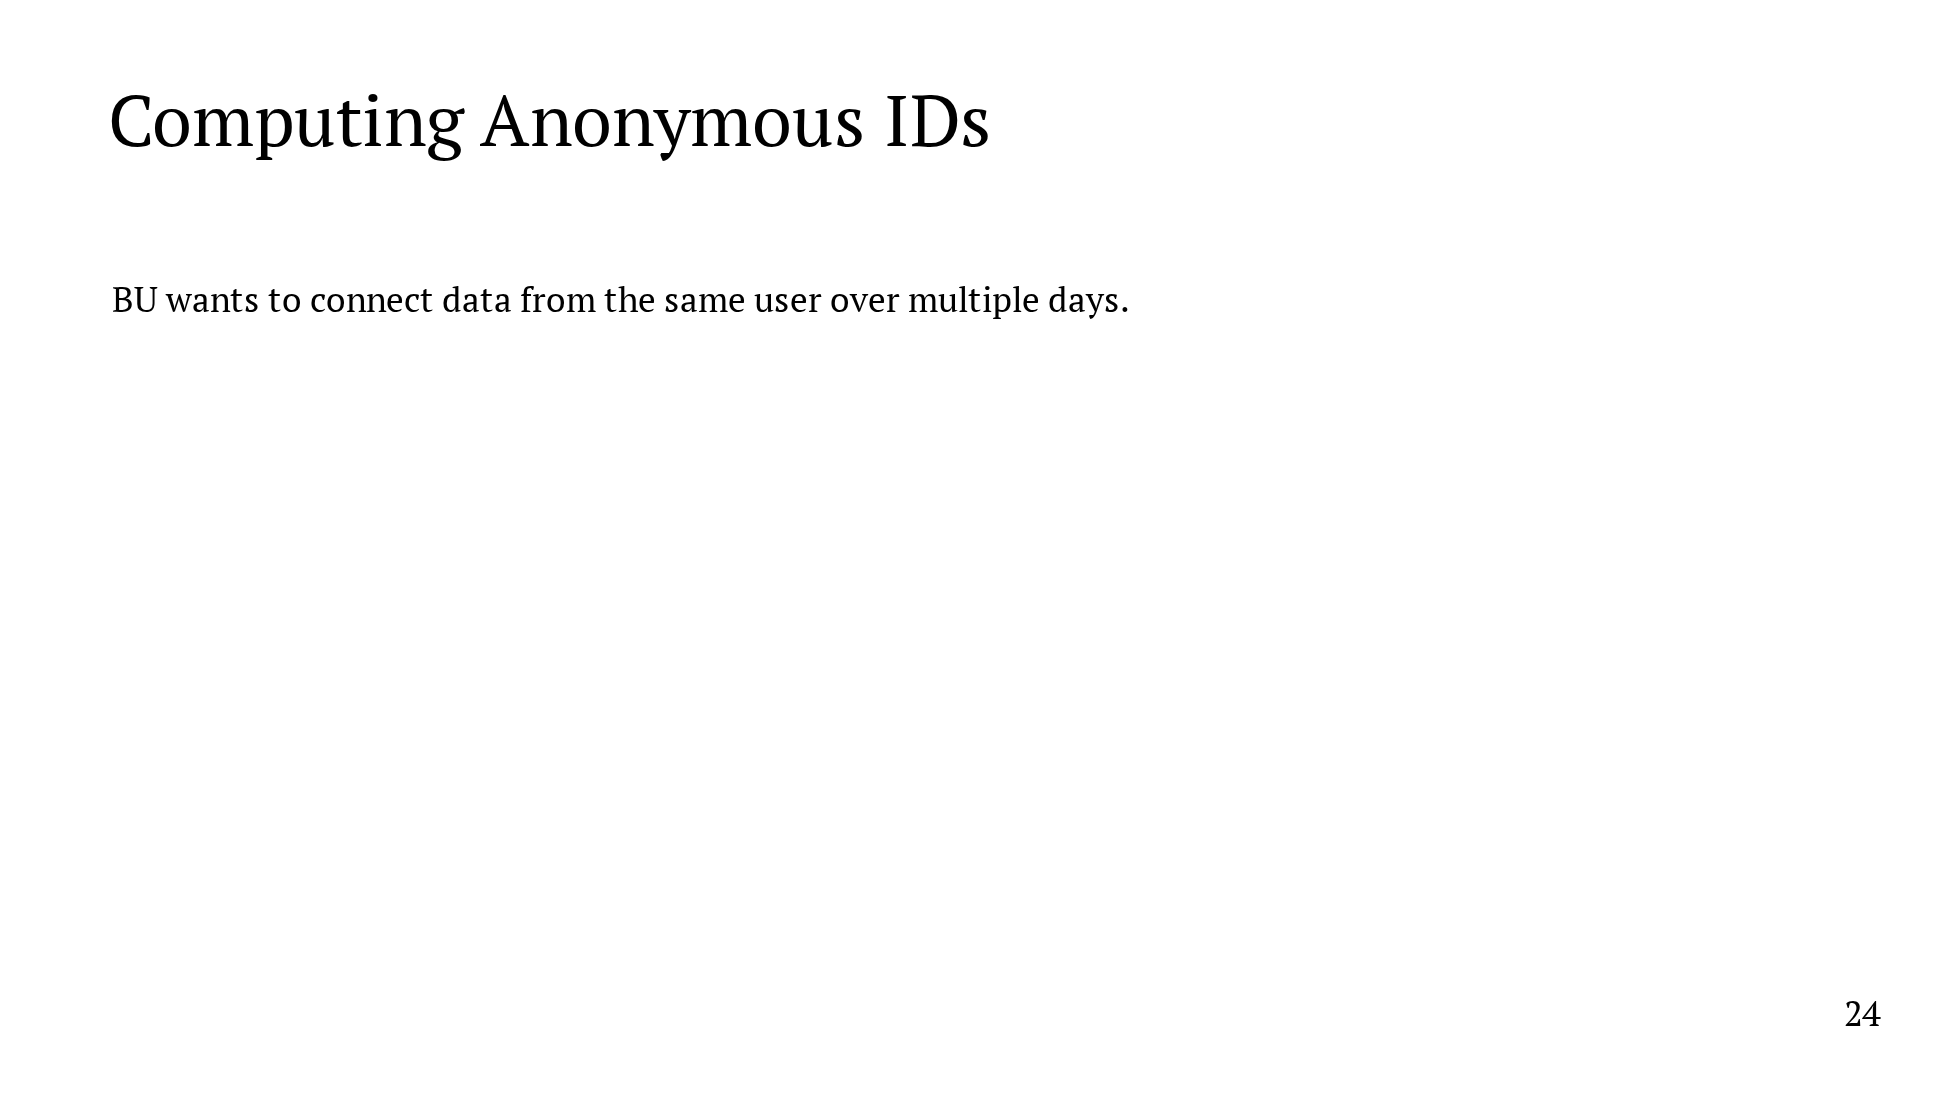 Computing Anonymous IDs
BU wants to connect data from the same user over multiple days.
24